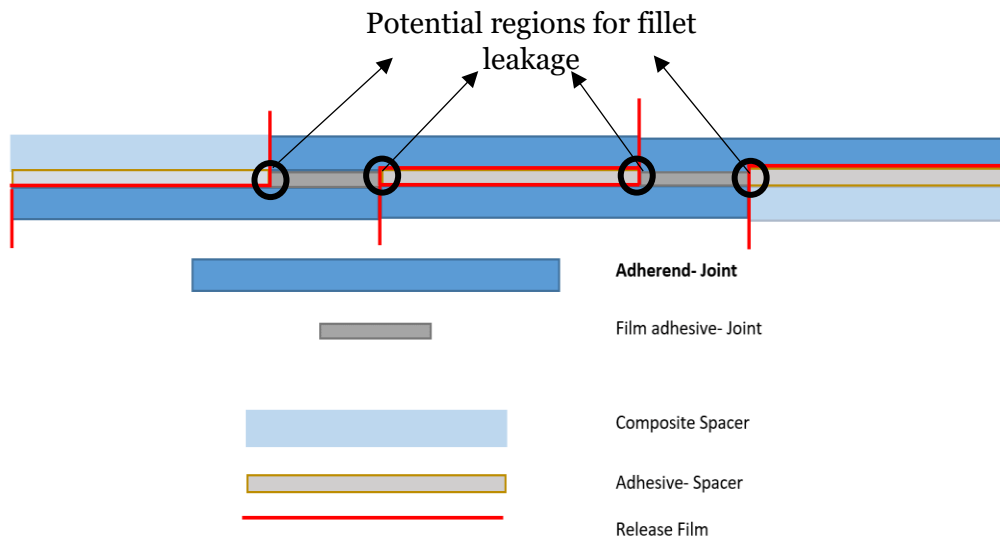 Potential regions for fillet
leakage
Adherend- Joint
Film adhesive- Joint
Composite Spacer
Adhesive- Spacer
Release Film